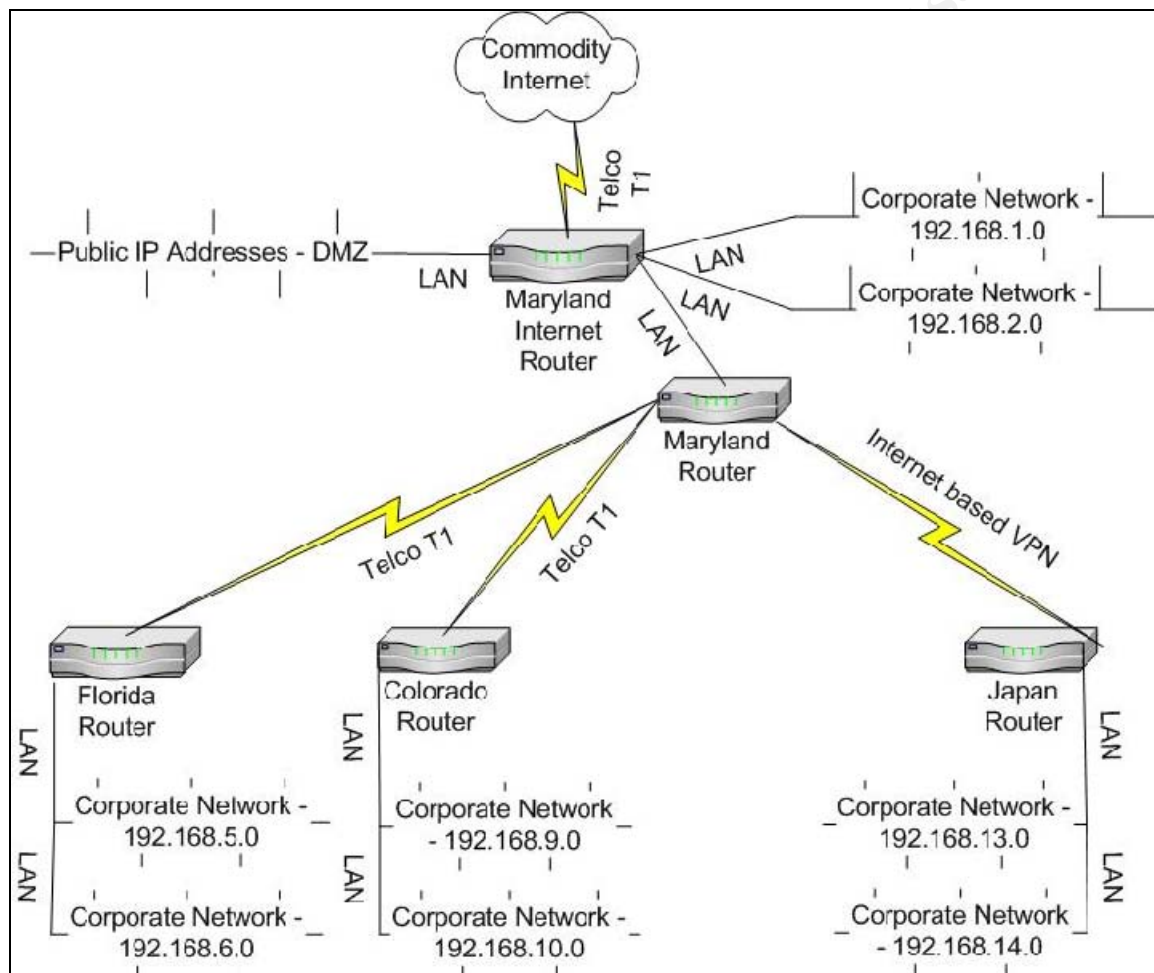 Commodity
Internet
Telco
T1
Public IP Addresses - DMZ
LAN
Maryland
Internet
Router
LAN
LAN
LAN
Corporate Network -
192.168.1.0
Corporate Network -
192.168.2.0
Maryland
Router
Telco T1
Telco T1
Internet based VPN
Florida
Router
Colorado
Router
Japan
Router
LAN
LAN
LAN
Corporate Network -
192.168.5.0
Corporate Network
- 192.168.9.0
Corporate Network -
192.168.13.0
LAN
LAN
LAN
Corporate Network -
192.168.6.0
Corporate Network -
192.168.10.0
Corporate Network
- 192.168.14.0